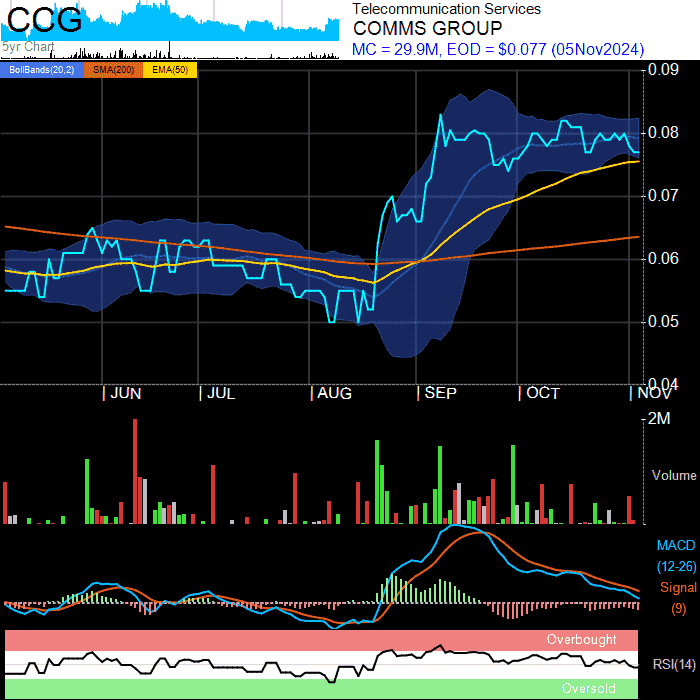 CCG
5yr Chart
Telecommunication Services
COMMS GROUP
MC = 29.9M, EOD = $0.077 (05Nov2024)
BollBands(20,2) SMA(200) EMA(50)
0.09
0.08
0.07
0.06
0.05
0.04
JUN JUL AUG SEP OCT NOV
2M
Volume
MACD
(12-26)
Signal
(9)
Overbought
RSI(14)
Oversold